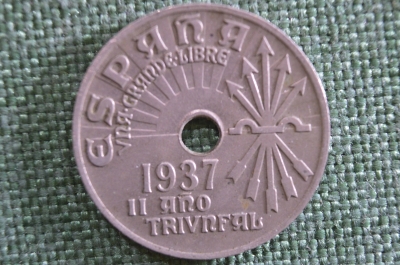 ESPAÑA
UNA·GRANDE·LIBRE
1937
II AÑO
TRIVNFAL